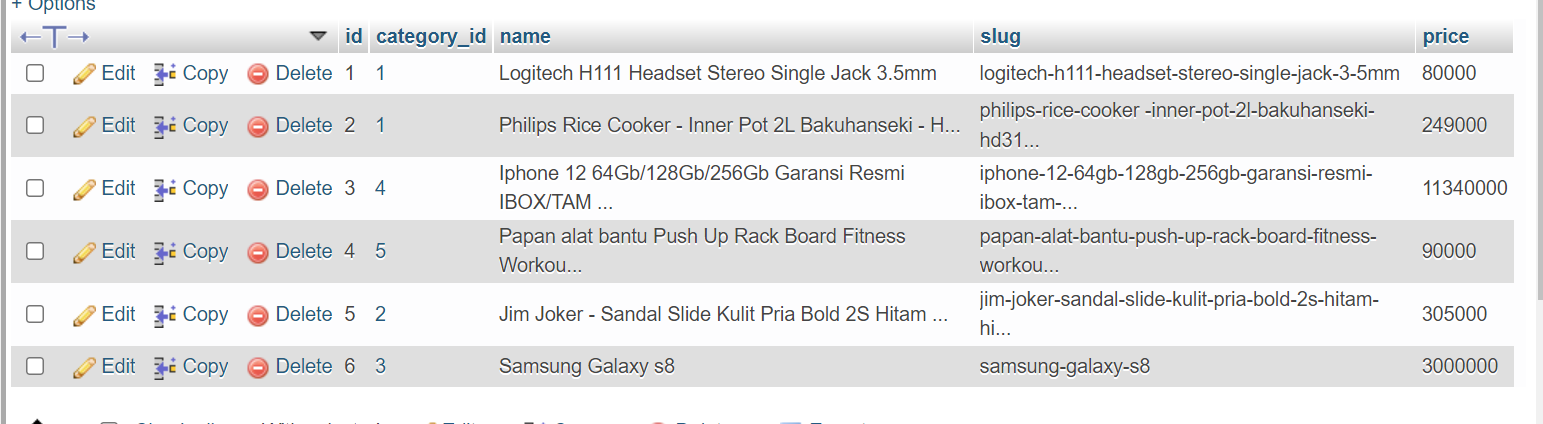 + Options
id category_id name slug price
Edit Copy Delete 1 1 Logitech H111 Headset Stereo Single Jack 3.5mm logitech-h111-headset-stereo-single-jack-3-5mm 80000
Edit Copy Delete 2 1 Philips Rice Cooker - Inner Pot 2L Bakuhanseki - H... philips-rice-cooker -inner-pot-2l-bakuhanseki-
hd31... 249000
Edit Copy Delete 3 4 Iphone 12 64Gb/128Gb/256Gb Garansi Resmi iphone-12-64gb-128gb-256gb-garansi-resmi-
IBOX/TAM ... ibox-tam-... 11340000
Edit Copy Delete 4 5 Papan alat bantu Push Up Rack Board Fitness papan-alat-bantu-push-up-rack-board-fitness-
Workou... workou... 90000
Edit Copy Delete 5 2 Jim Joker - Sandal Slide Kulit Pria Bold 2S Hitam ... jim-joker-sandal-slide-kulit-pria-bold-2s-hitam-
hi... 305000
Edit Copy Delete 6 3 Samsung Galaxy s8 samsung-galaxy-s8 3000000